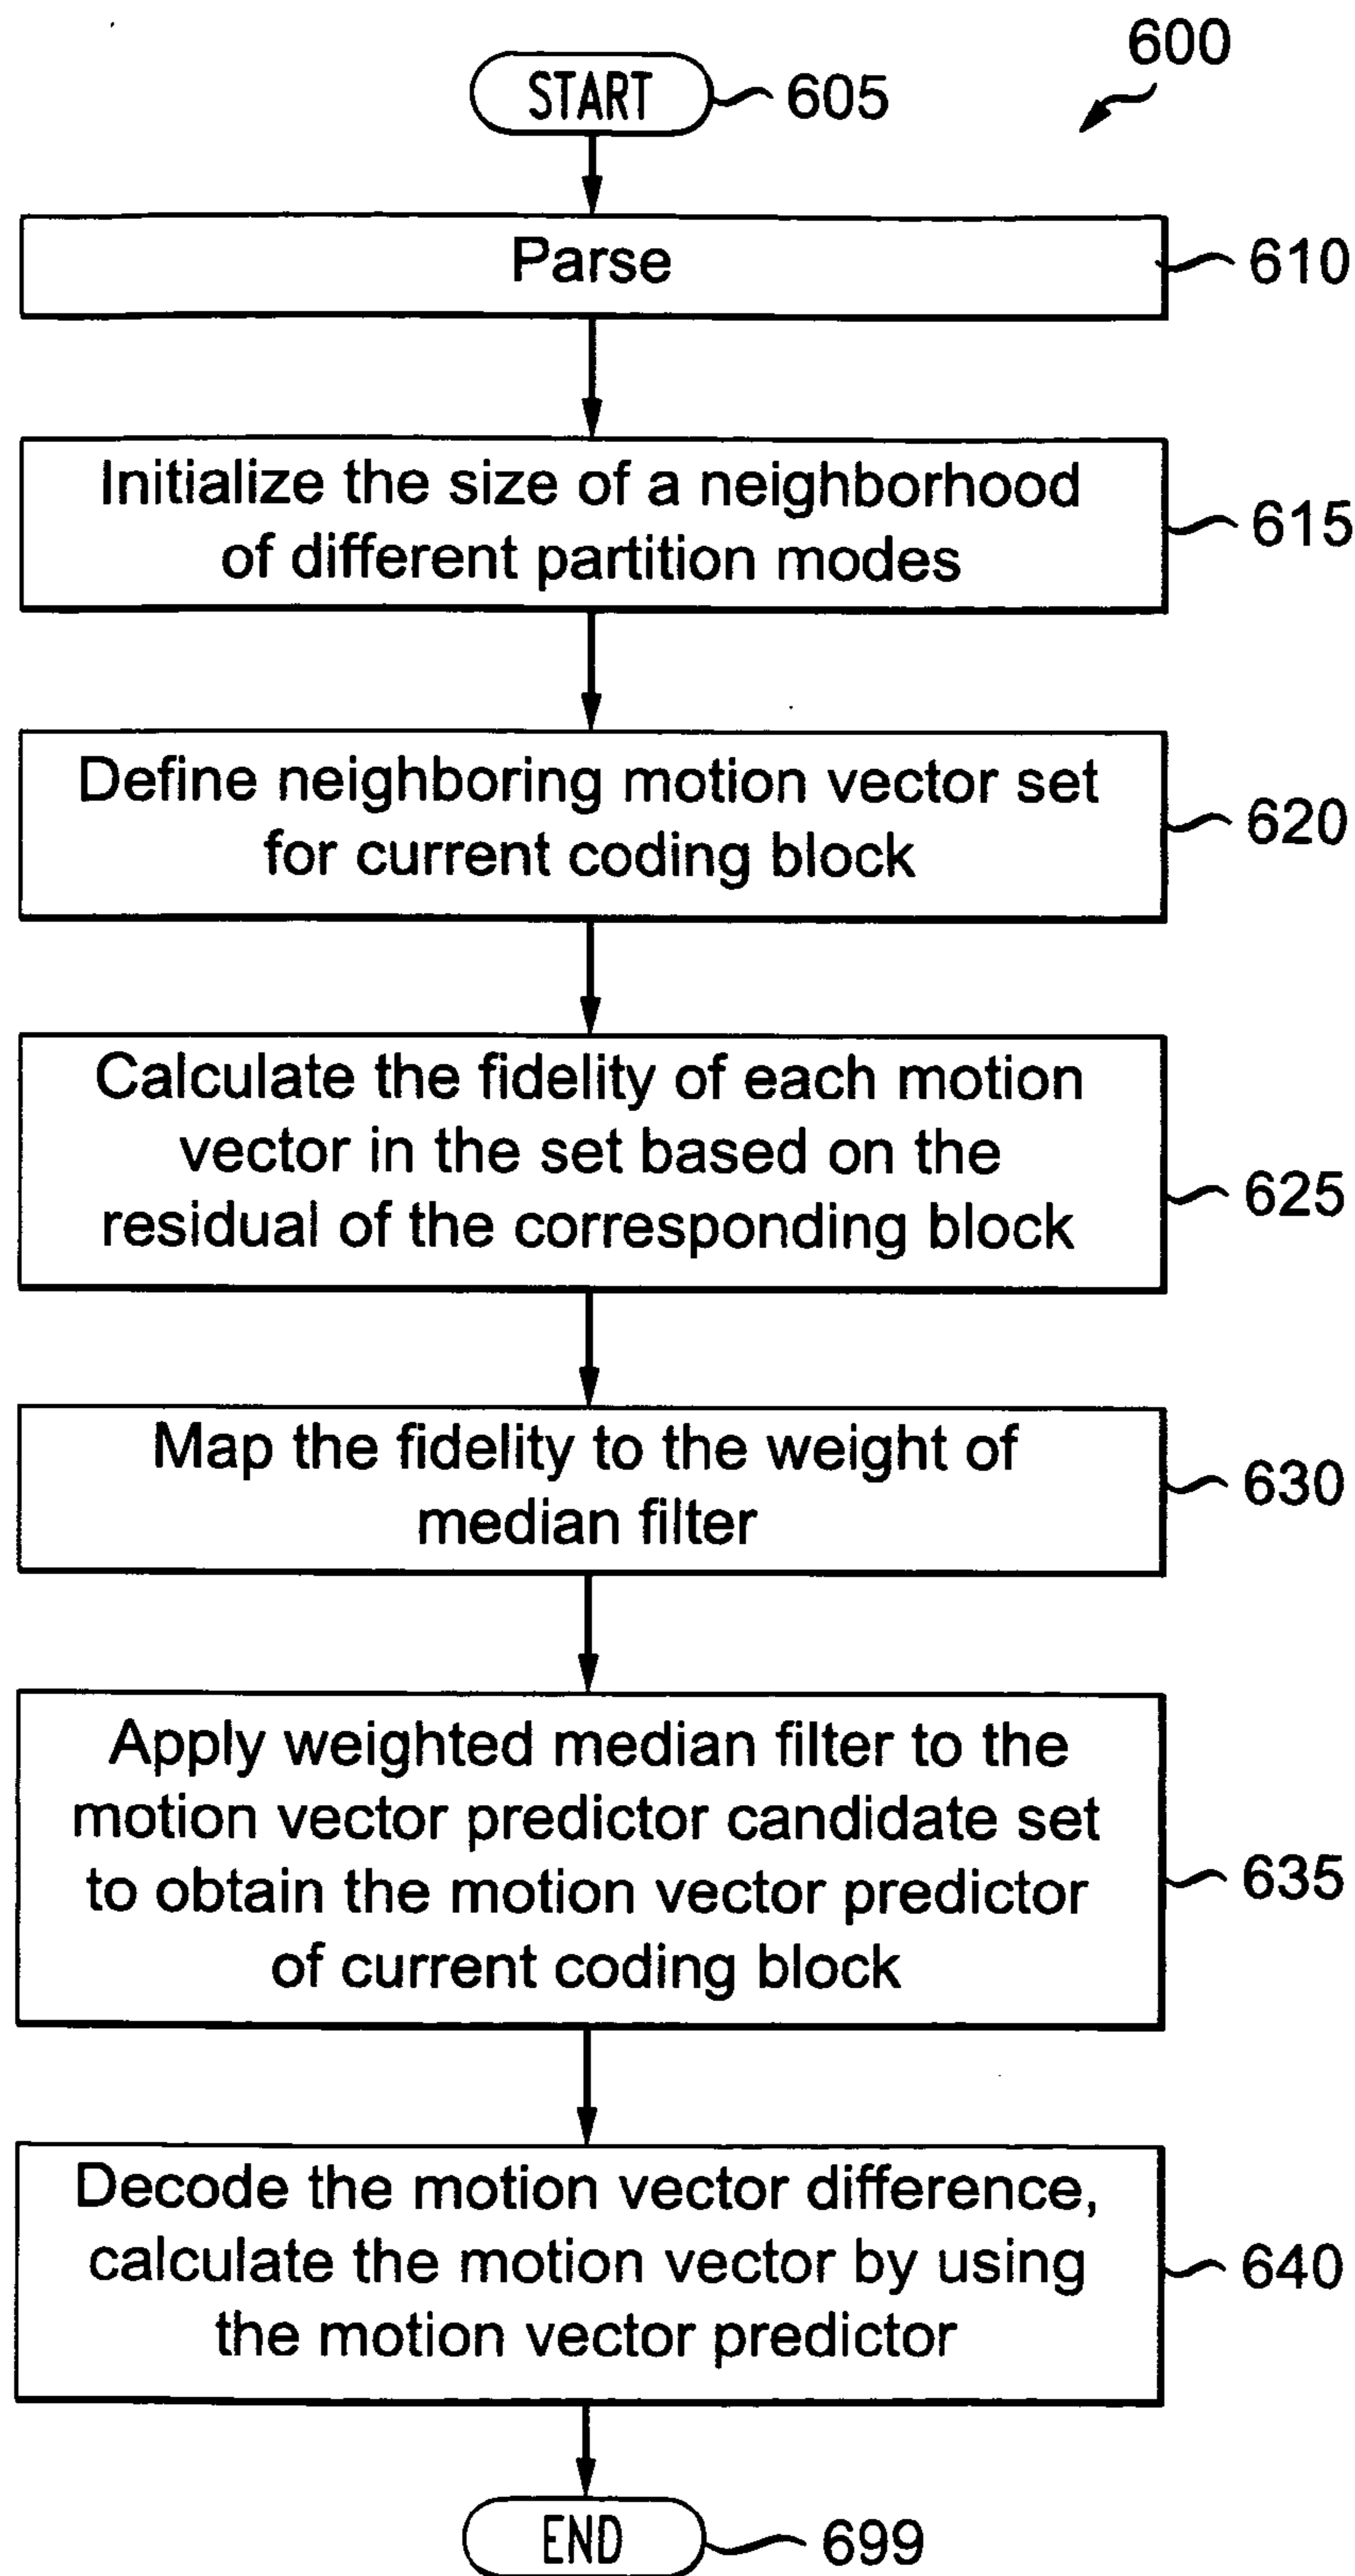 600
START
605
Parse
610
Initialize the size of a neighborhood
of different partition modes
615
Define neighboring motion vector set
for current coding block
620
Calculate the fidelity of each motion
vector in the set based on the
residual of the corresponding block
625
Map the fidelity to the weight of
median filter
630
Apply weighted median filter to the
motion vector predictor candidate set
to obtain the motion vector predictor
of current coding block
635
Decode the motion vector difference,
calculate the motion vector by using
the motion vector predictor
640
END
699